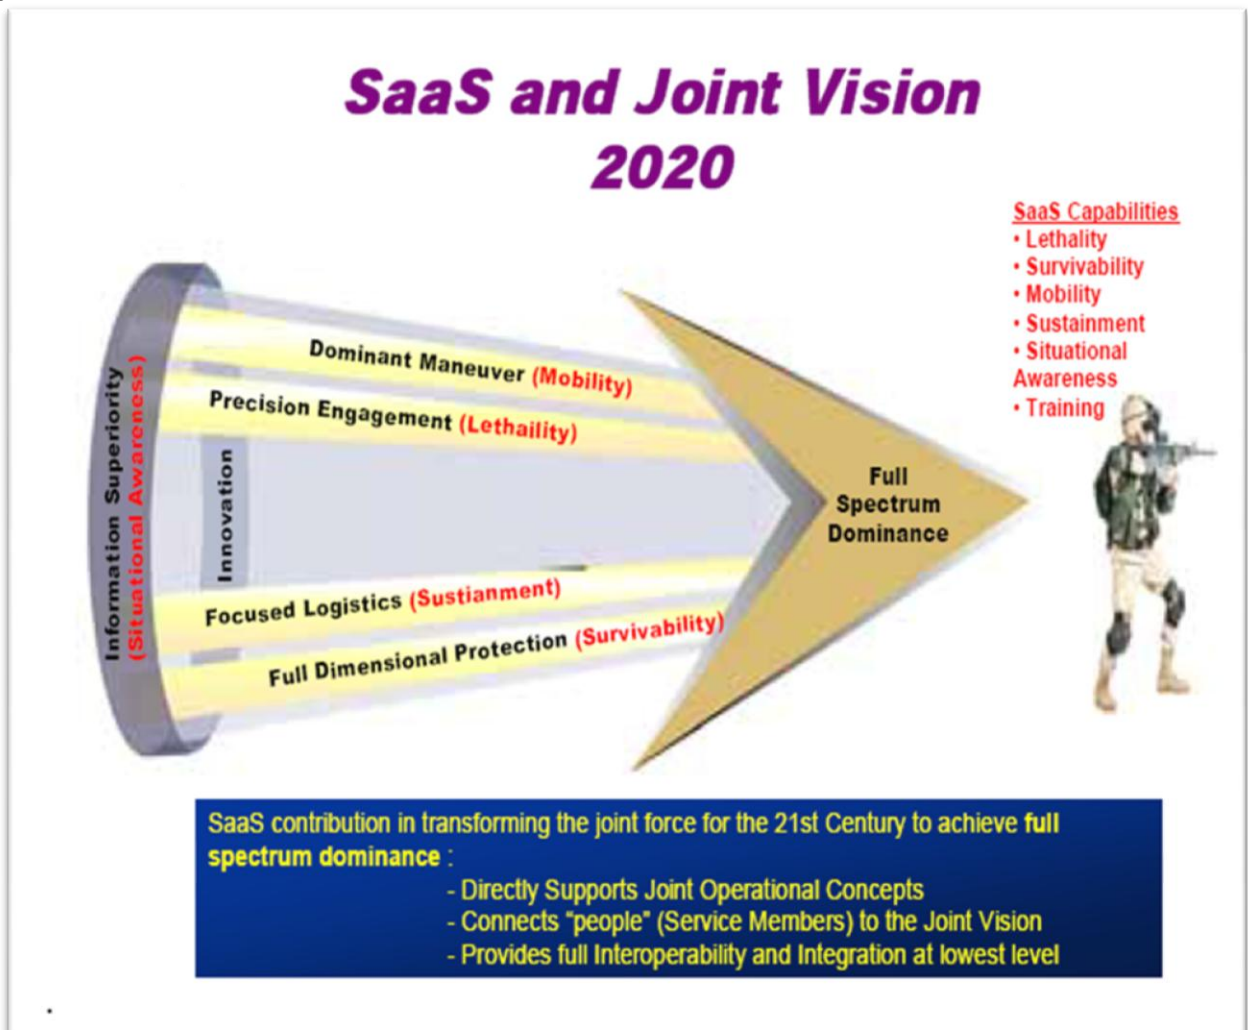 SaaS and Joint Vision
2020
SaaS Capabilities
• Lethality
• Survivability
• Mobility
• Sustainment
• Situational
Awareness
• Training
Information Superiority
(Situational Awareness)
Innovation
Dominant Maneuver (Mobility)
Precision Engagement (Lethaility)
Focused Logistics (Sustianment)
Full Dimensional Protection (Survivability)
Full
Spectrum
Dominance
SaaS contribution in transforming the joint force for the 21st Century to achieve full
spectrum dominance :
- Directly Supports Joint Operational Concepts
- Connects “people” (Service Members) to the Joint Vision
- Provides full Interoperability and Integration at lowest level